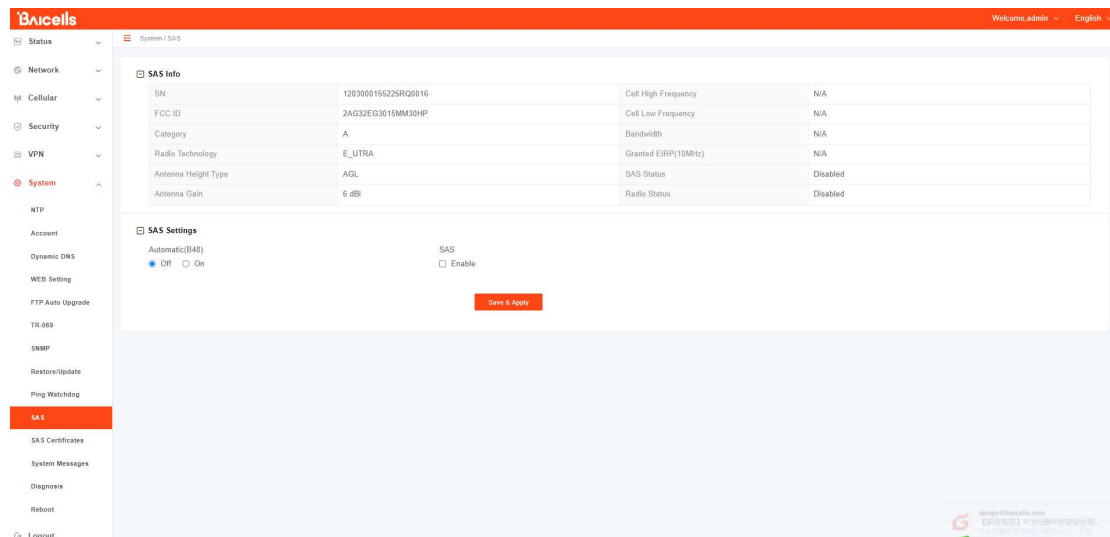 BAICELLS
Welcome,admin English
Status
System / SAS
Network
Cellular
Security
VPN
System
NTP
Account
Dynamic DNS
WEB Setting
FTP Auto Upgrade
TR-069
SNMP
Restore/Update
Ping Watchdog
SAS
SAS Certificates
System Messages
Diagnosis
Reboot
Logout
SAS Info
SN 1203000155225RQ0016 Cell High Frequency N/A
FCC ID 2AG32EG3015MM30HP Cell Low Frequency N/A
Category A Bandwidth N/A
Radio Technology E_UTRA Granted EIRP(10MHz) N/A
Antenna Height Type AGL SAS Status Disabled
Antenna Gain 6 dBi Radio Status Disabled
SAS Settings
Automatic(B48) SAS
Off On Enable
Save & Apply